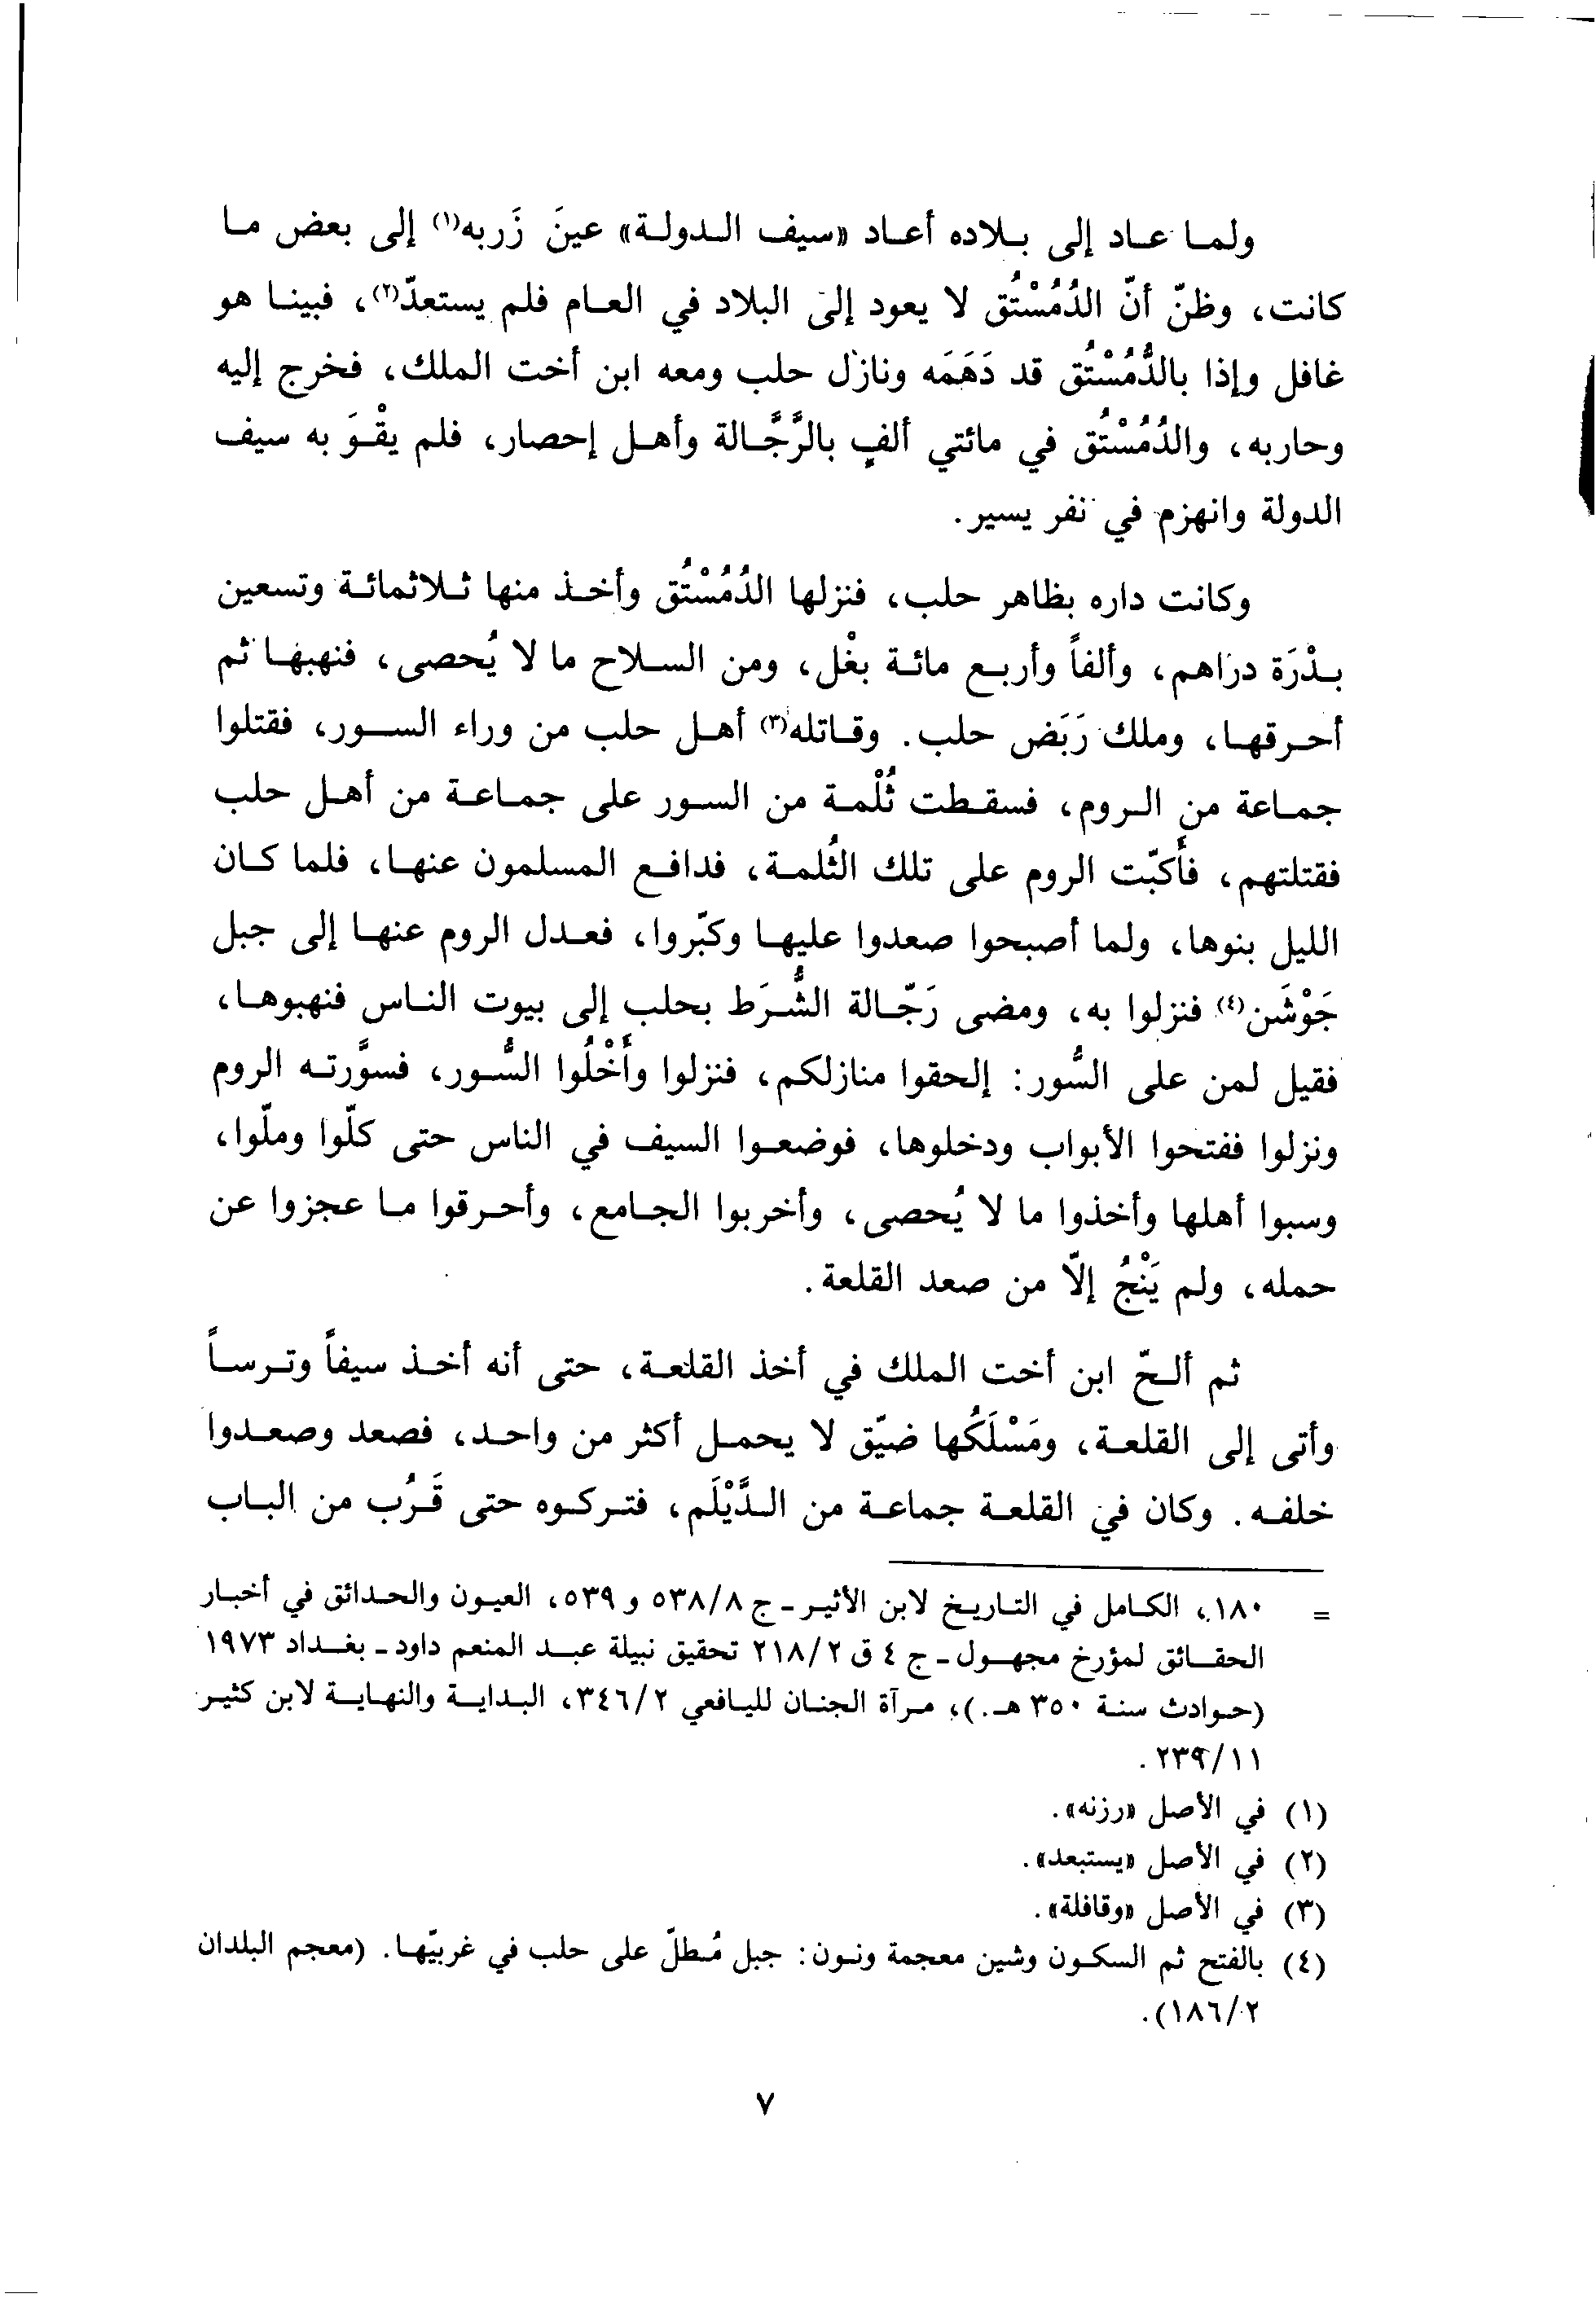 ولما عاد إلى بلاده أعاد «سيف الدولة» عينَ زَربه(١) إلى بعض ما
كانت، وظنّ أنّ الدُمُسْتُق لا يعود إلى البلاد في العام فلم يستعدّ(٢)، فبينا هو
غافل وإذا بالدُّمُسْتُق قد دَهَمَه ونازل حلب ومعه ابن أخت الملك، فخرج إليه
وحاربه، والدُمُسْتُق في مائتي ألفٍ بالرَّجَّالة وأهل إحصار، فلم يقْوَ به سيف
الدولة وانهزم في نفر يسير.
وكانت داره بظاهر حلب، فنزلها الدُمُسْتُق وأخذ منها ثلاثمائة وتسعين
بدْرَة دراهم، وألفاً وأربع مائة بغْل، ومن السلاح ما لا يُحصى، فنهبها ثم
أحرقها، وملك رَبَض حلب. وقاتله(٣) أهل حلب من وراء السور، فقتلوا
جماعة من الروم، فسقطت ثُلْمة من السور على جماعة من أهل حلب
فقتلتهم، فأَكبّت الروم على تلك الثُلمة، فدافع المسلمون عنها، فلما كان
الليل بنوها، ولما أصبحوا صعدوا عليها وكبّروا، فعدل الروم عنها إلى جبل
جَوْشَن(٤) فنزلوا به، ومضى رَجّالة الشُّرَط بحلب إلى بيوت الناس فنهبوها،
فقيل لمن على السُّور: إلحقوا منازلكم، فنزلوا وأَخْلُوا السُّور، فسوَّرته الروم
ونزلوا ففتحوا الأبواب ودخلوها، فوضعوا السيف في الناس حتى كلّوا وملّوا،
وسبوا أهلها وأخذوا ما لا يُحصى، وأخربوا الجامع، وأحرقوا ما عجزوا عن
حمله، ولم يَنْجُ إلّا من صعد القلعة.
ثم ألحّ ابن أخت الملك في أخذ القلعة، حتى أنه أخذ سيفاً وترساً
وأتى إلى القلعة، ومَسْلَكُها ضيّق لا يحمل أكثر من واحد، فصعد وصعدوا
خلفه. وكان في القلعة جماعة من الدَّيْلَم، فتركوه حتى قَرُب من الباب
= ١٨٠، الكامل في التاريخ لابن الأثير - ج ٥٣٨/٨ و ٥٣٩، العيون والحدائق في أخبار
الحقائق لمؤرخ مجهول - ج ٤ ق ٢١٨/٢ تحقيق نبيلة عبد المنعم داود - بغداد ١٩٧٣
(حوادث سنة ٣٥٠ هـ.)، مرآة الجنان لليافعي ٣٤٦/٢، البداية والنهاية لابن كثير
٢٣٩/١١.
(١) في الأصل «رزنه».
(٢) في الأصل «يستبعد».
(٣) في الأصل «وقافلة».
(٤) بالفتح ثم السكون وشين معجمة ونون: جبل مُطلّ على حلب في غربيّها. (معجم البلدان
١٨٦/٢).
٧